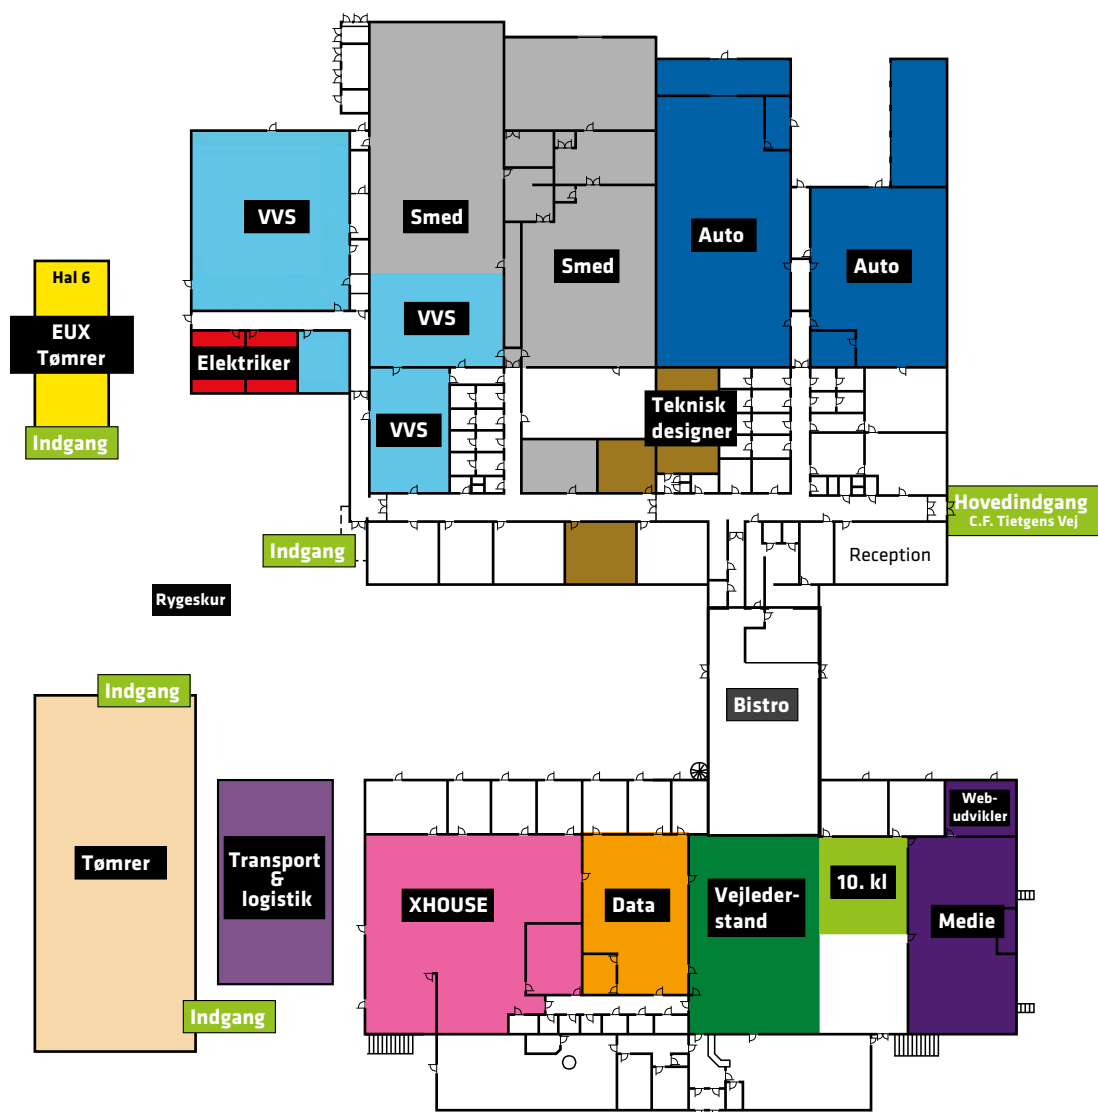 VVS
Smed
Auto
Smed
Auto
Hal 6
EUX
Tømrer
VVS
Elektriker
VVS
Teknisk
designer
Indgang
Hovedindgang
C.F. Tietgens Vej
Indgang
Reception
Rygeskur
Indgang
Bistro
Web-
udvikler
Tømrer
Transport
&
logistik
XHOUSE
Data
Vejleder-
stand
10. kl
Medie
Indgang